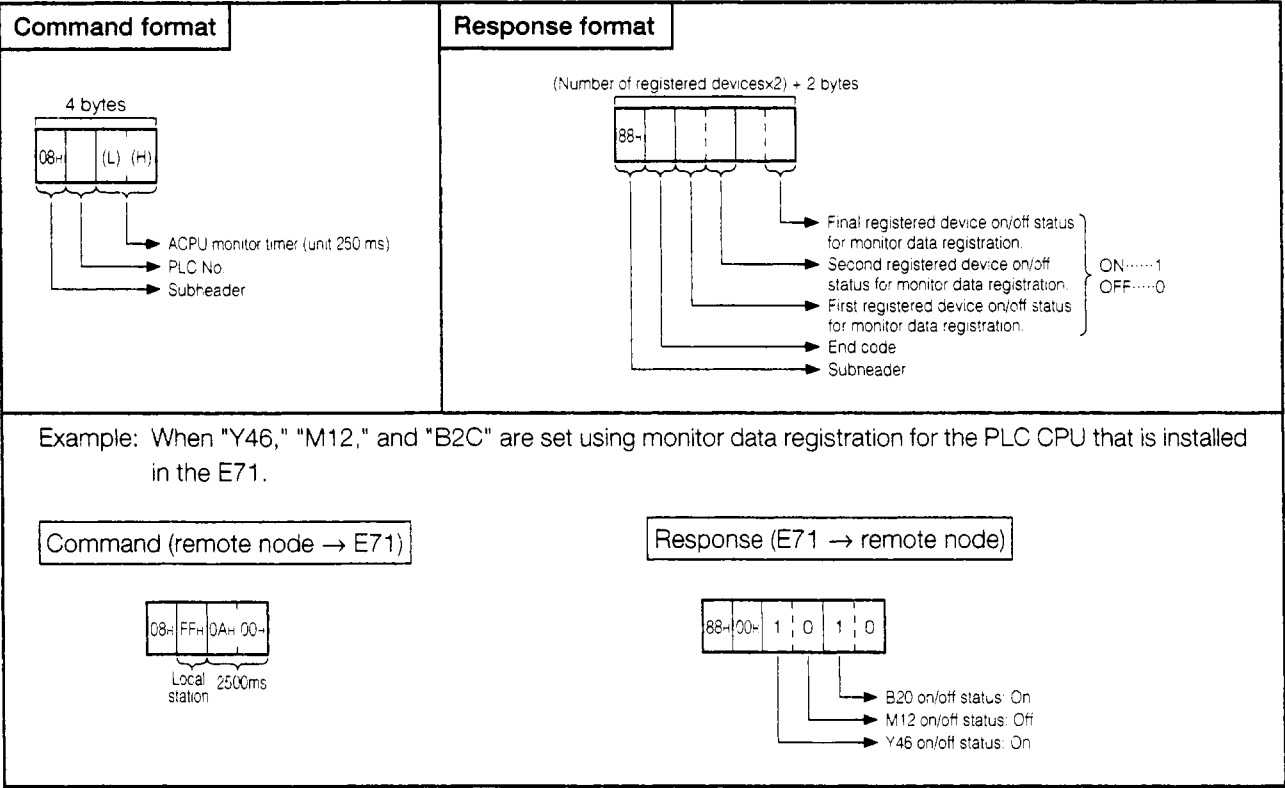 Command format
4 bytes
08H (L) (H)
ACPU monitor timer (unit 250 ms)
PLC No.
Subheader
Response format
(Number of registered devices×2) + 2 bytes
88H
Final registered device on/off status
for monitor data registration.
Second registered device on/off
status for monitor data registration.
First registered device on/off status
for monitor data registration.
End code
Subheader
ON······1
OFF·····0
Example: When "Y46," "M12," and "B2C" are set using monitor data registration for the PLC CPU that is installed
in the E71.
Command (remote node → E71)
08H FFH 0AH 00H
Local
station
2500ms
Response (E71 → remote node)
88H 00H 1 0 1 0
B20 on/off status: On
M12 on/off status: Off
Y46 on/off status: On